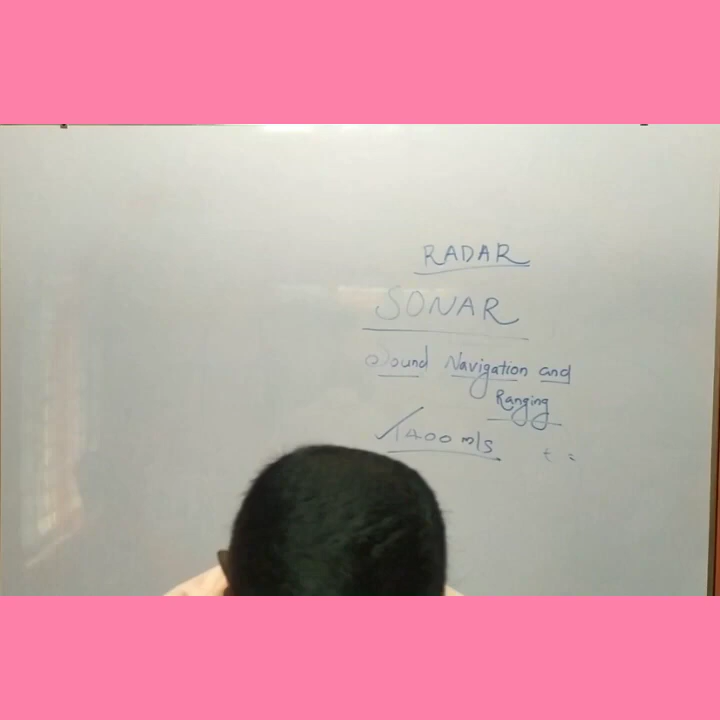 RADAR
SONAR
Sound Navigation and
Ranging
1400 m/s t =